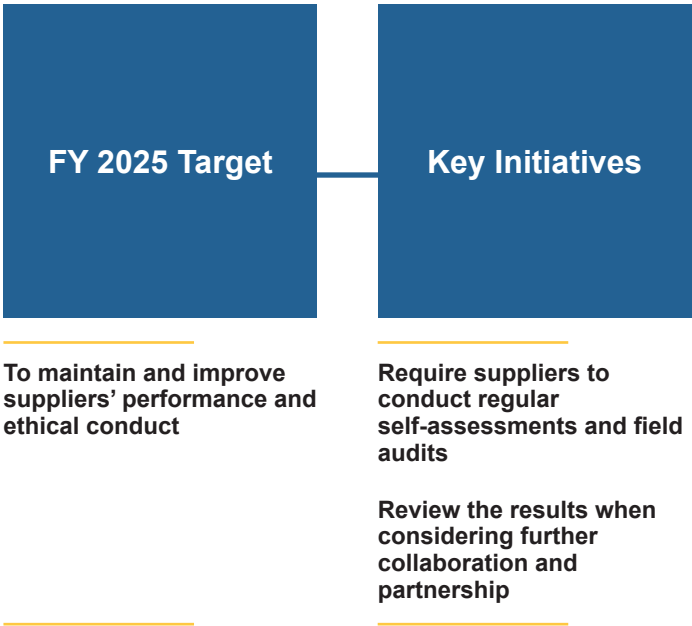 FY 2025 Target
Key Initiatives
To maintain and improve
suppliers’ performance and
ethical conduct
Require suppliers to
conduct regular
self-assessments and field
audits
Review the results when
considering further
collaboration and
partnership